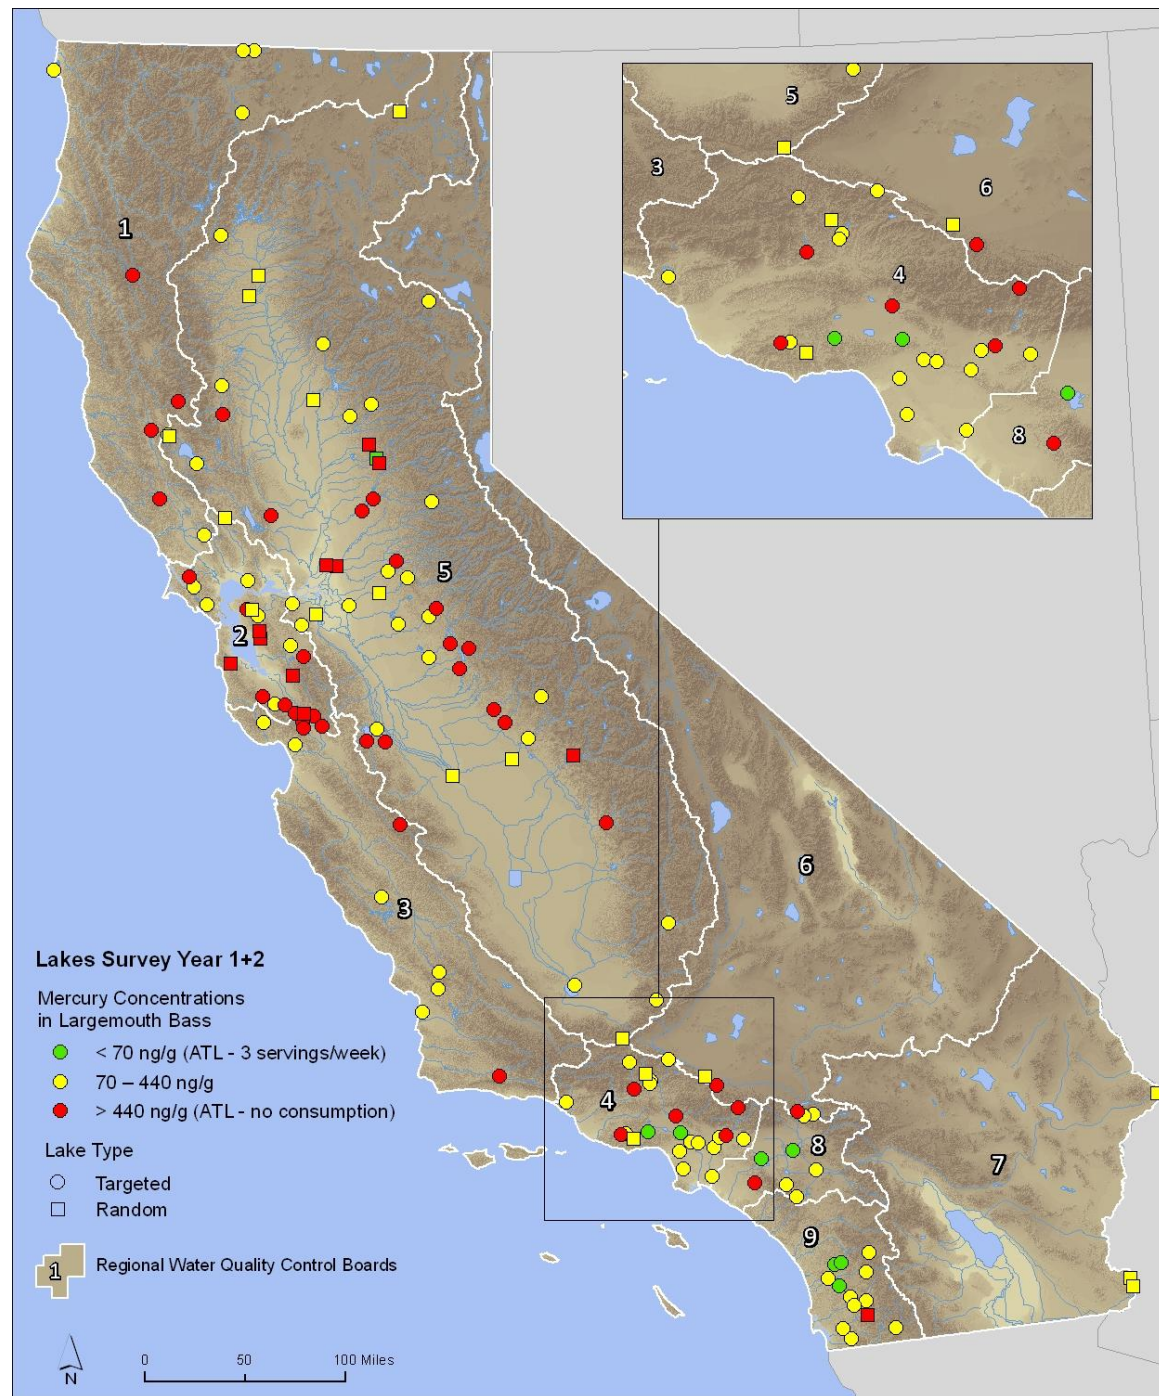 5
3
6
1
4
8
5
2
6
3
Lakes Survey Year 1+2
Mercury Concentrations
in Largemouth Bass
< 70 ng/g (ATL - 3 servings/week)
70 – 440 ng/g
> 440 ng/g (ATL - no consumption)
4
8
7
Lake Type
Targeted
Random
9
1 Regional Water Quality Control Boards
N
0 50 100 Miles